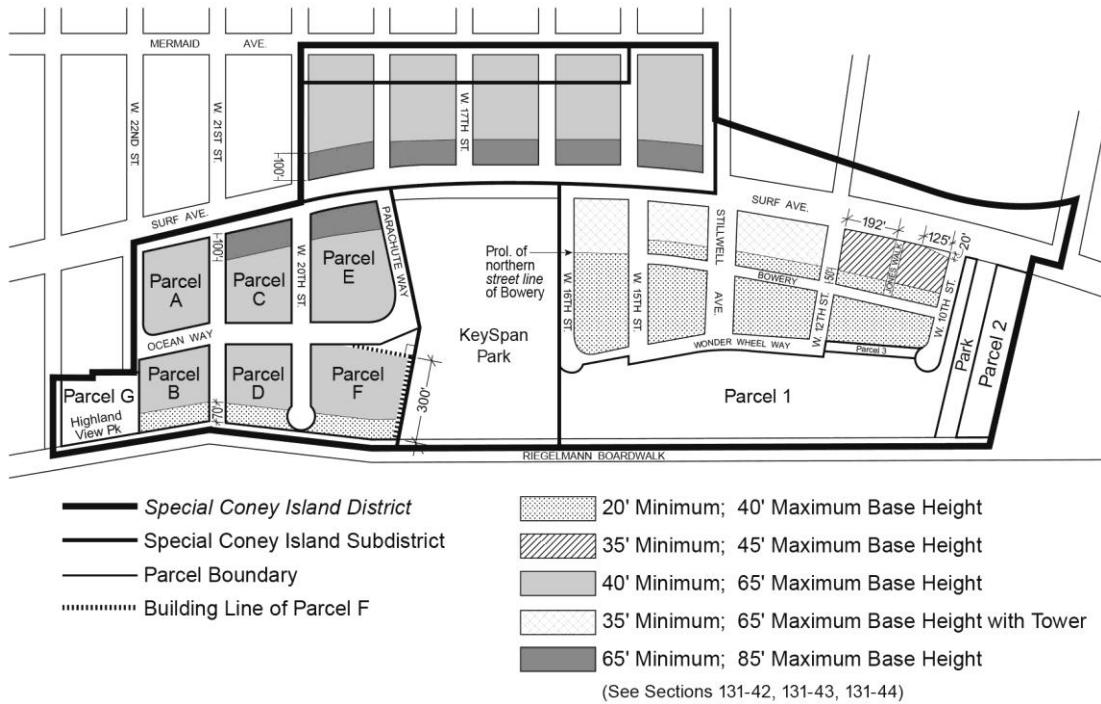 MERMAID AVE.
W. 22ND ST.
W. 21ST ST.
W. 17TH ST.
100'
SURF AVE.
SURF AVE.
192'
125'
20'
100'
W. 20TH ST.
PARACHUTE WAY
Parcel
E
Parcel
A
Parcel
C
Prol. of
northern
street line
of Bowery
W. 16TH ST.
W. 15TH ST.
STILLWELL
AVE.
BOWERY
50'
JONES WALK
W. 12TH ST.
W. 10TH ST.
OCEAN WAY
KeySpan
Park
WONDER WHEEL WAY
Parcel 3
Park
Parcel 2
Parcel G
Highland
View Pk
Parcel
B
70'
Parcel
D
Parcel
F
300'
Parcel 1
RIEGELMANN BOARDWALK
Special Coney Island District
Special Coney Island Subdistrict
Parcel Boundary
Building Line of Parcel F
20' Minimum; 40' Maximum Base Height
35' Minimum; 45' Maximum Base Height
40' Minimum; 65' Maximum Base Height
35' Minimum; 65' Maximum Base Height with Tower
65' Minimum; 85' Maximum Base Height
(See Sections 131-42, 131-43, 131-44)